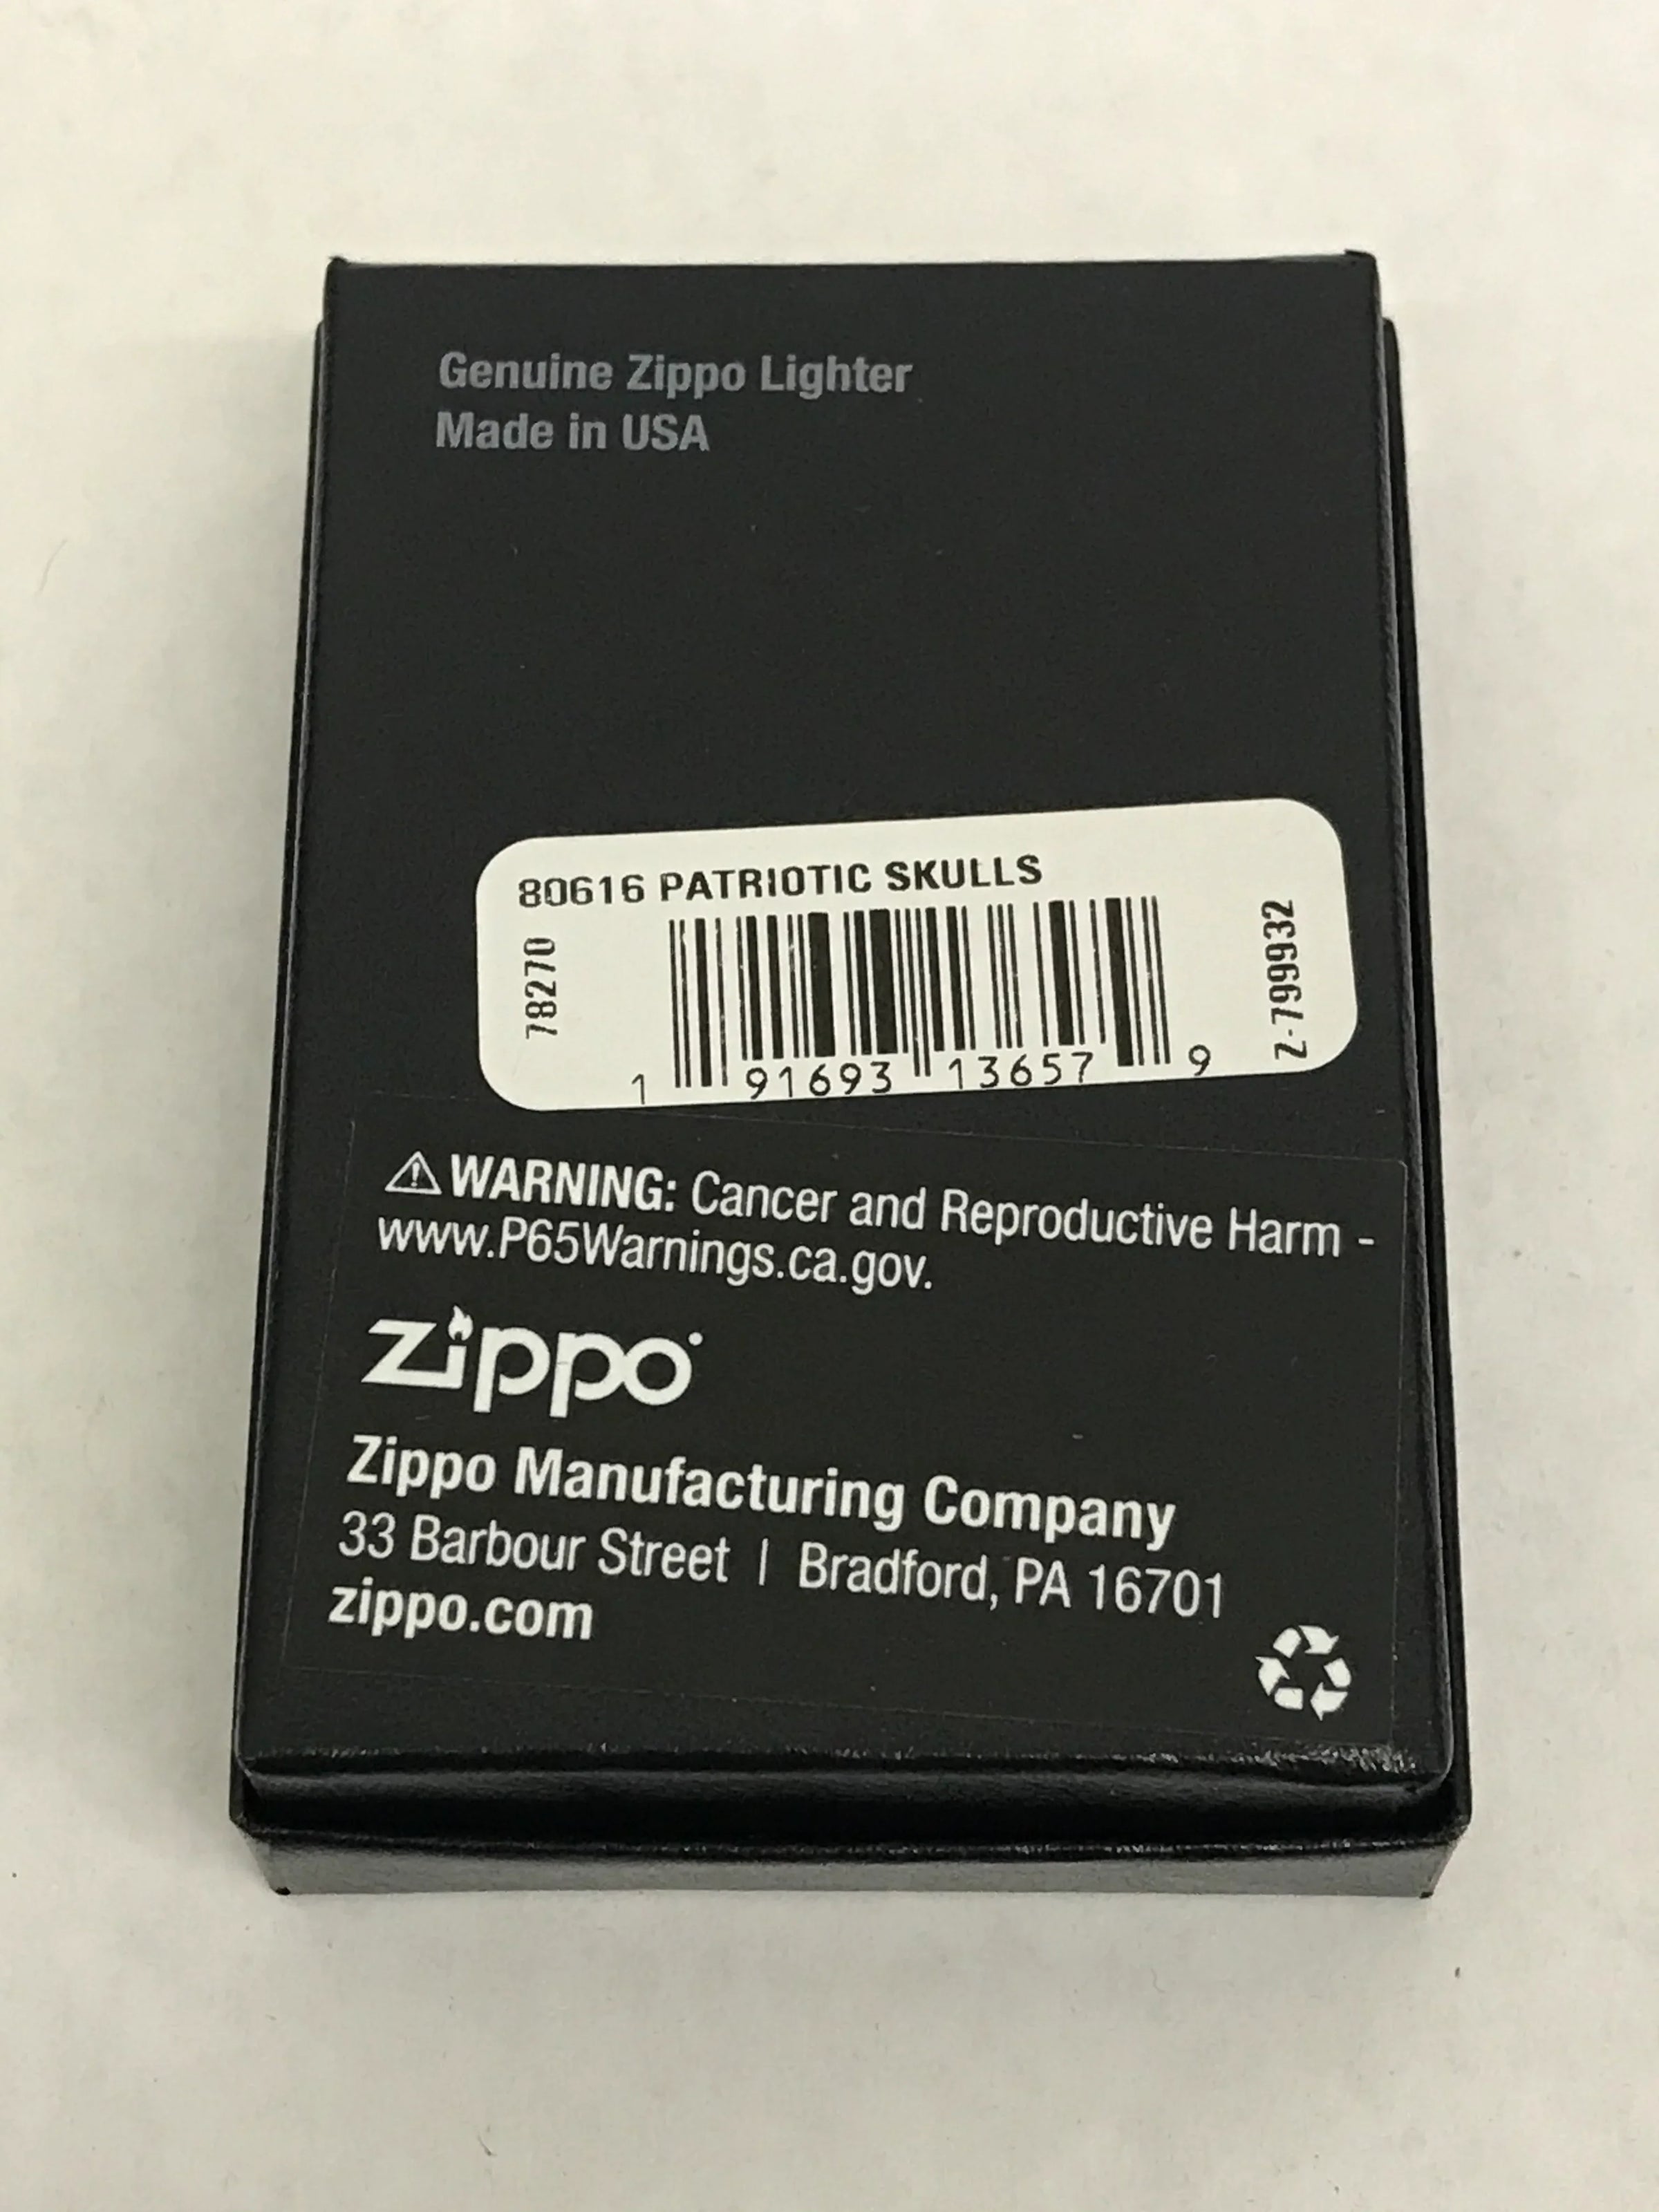 Genuine Zippo Lighter
Made in USA
80616 PATRIOTIC SKULLS
78270
Z-799932
1 91693 13657 9
⚠ WARNING: Cancer and Reproductive Harm -
www.P65Warnings.ca.gov.
zippo
Zippo Manufacturing Company
33 Barbour Street | Bradford, PA 16701
zippo.com